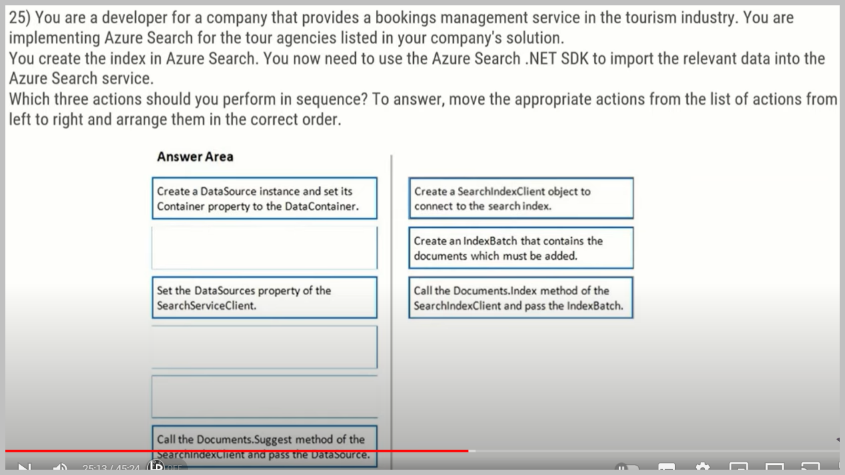 25) You are a developer for a company that provides a bookings management service in the tourism industry. You are
implementing Azure Search for the tour agencies listed in your company's solution.
You create the index in Azure Search. You now need to use the Azure Search .NET SDK to import the relevant data into the
Azure Search service.
Which three actions should you perform in sequence? To answer, move the appropriate actions from the list of actions from
left to right and arrange them in the correct order.
Answer Area
Create a DataSource instance and set its
Container property to the DataContainer.
Set the DataSources property of the
SearchServiceClient.
Call the Documents.Suggest method of the
SearchIndexClient and pass the DataSource.
Create a SearchIndexClient object to
connect to the search index.
Create an IndexBatch that contains the
documents which must be added.
Call the Documents.Index method of the
SearchIndexClient and pass the IndexBatch.
25:13 / 45:24